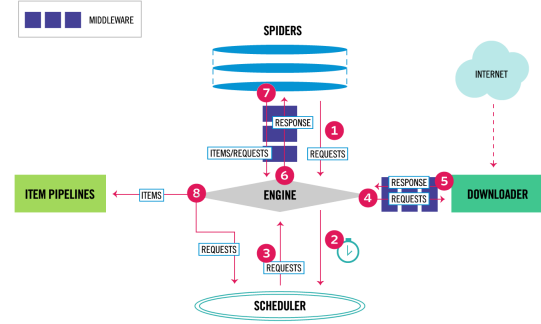 MIDDLEWARE
SPIDERS
INTERNET
7
RESPONSE
1
ITEMS/REQUESTS
REQUESTS
6
RESPONSE
5
ITEM PIPELINES
ITEMS
8
ENGINE
4
REQUESTS
DOWNLOADER
2
REQUESTS
3
REQUESTS
SCHEDULER